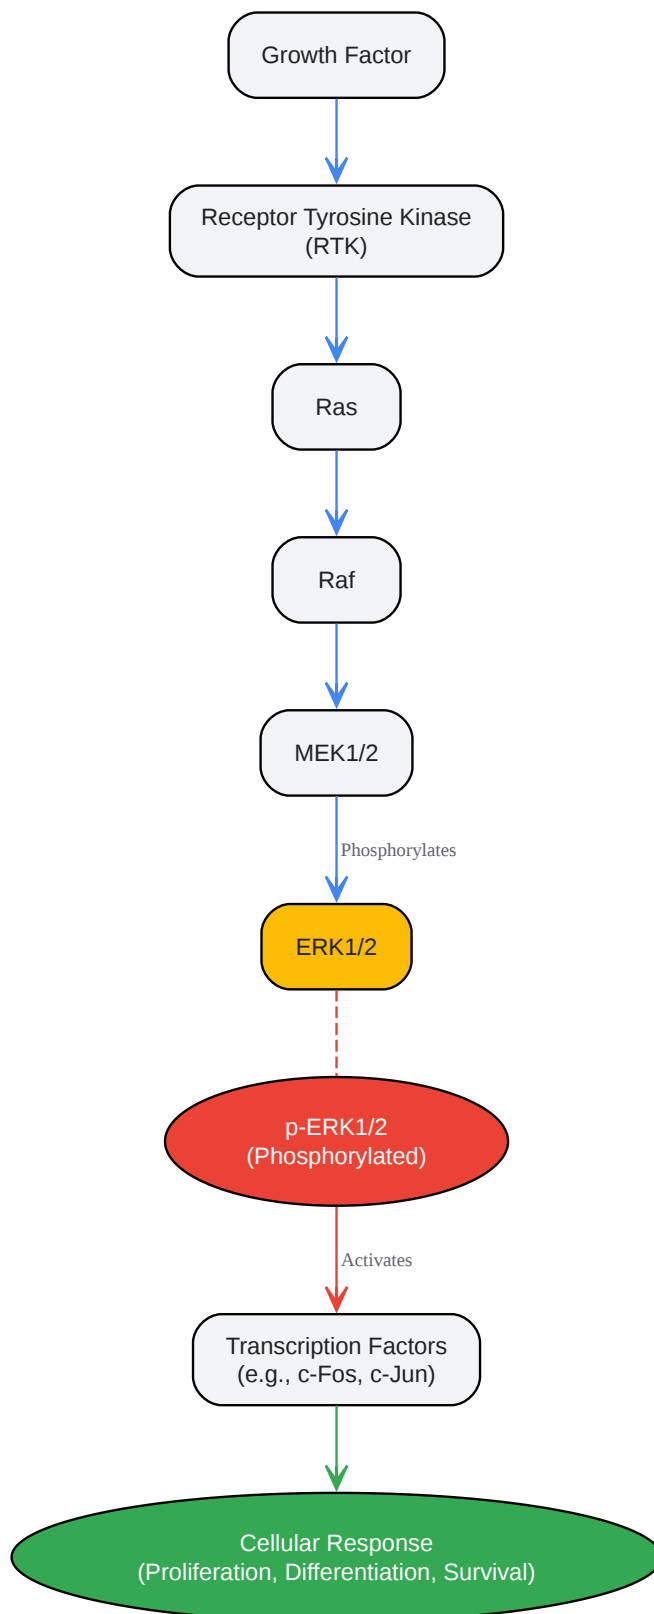 Growth Factor
Receptor Tyrosine Kinase
(RTK)
Ras
Raf
MEK1/2
Phosphorylates
ERK1/2
p-ERK1/2
(Phosphorylated)
Activates
Transcription Factors
(e.g., c-Fos, c-Jun)
Cellular Response
(Proliferation, Differentiation, Survival)